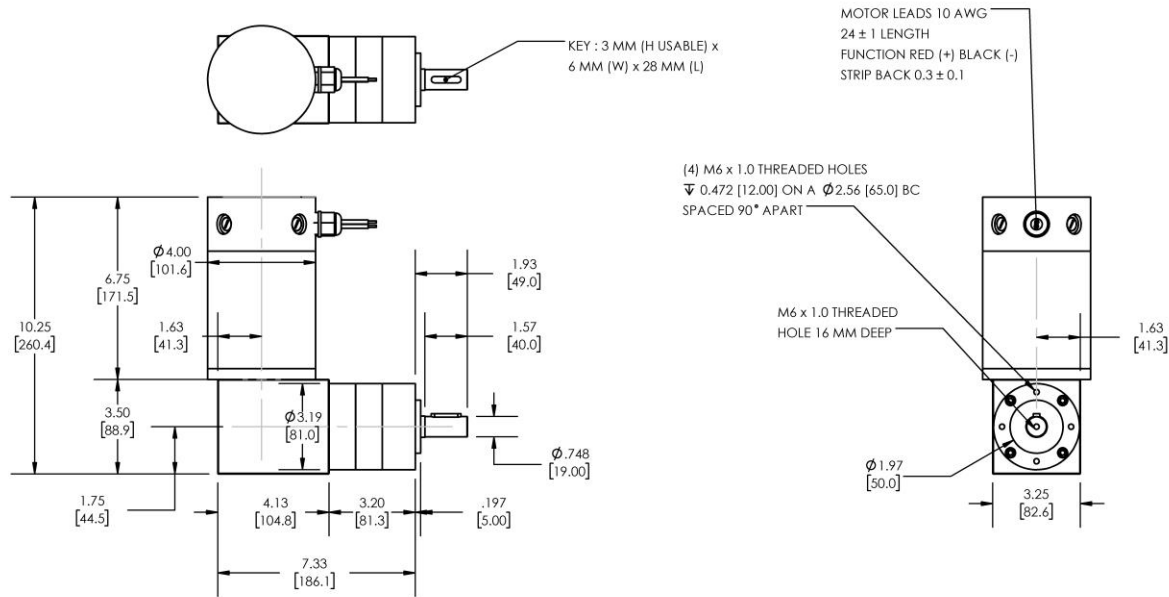 KEY : 3 MM (H USABLE) x
6 MM (W) x 28 MM (L)
MOTOR LEADS 10 AWG
24 ± 1 LENGTH
FUNCTION RED (+) BLACK (-)
STRIP BACK 0.3 ± 0.1
(4) M6 x 1.0 THREADED HOLES
↧ 0.472 [12.00] ON A Ø2.56 [65.0] BC
SPACED 90° APART
M6 x 1.0 THREADED
HOLE 16 MM DEEP
10.25
[260.4]
6.75
[171.5]
Ø4.00
[101.6]
1.63
[41.3]
3.50
[88.9]
Ø3.19
[81.0]
1.75
[44.5]
4.13
[104.8]
3.20
[81.3]
.197
[5.00]
7.33
[186.1]
1.93
[49.0]
1.57
[40.0]
Ø.748
[19.00]
1.63
[41.3]
Ø1.97
[50.0]
3.25
[82.6]